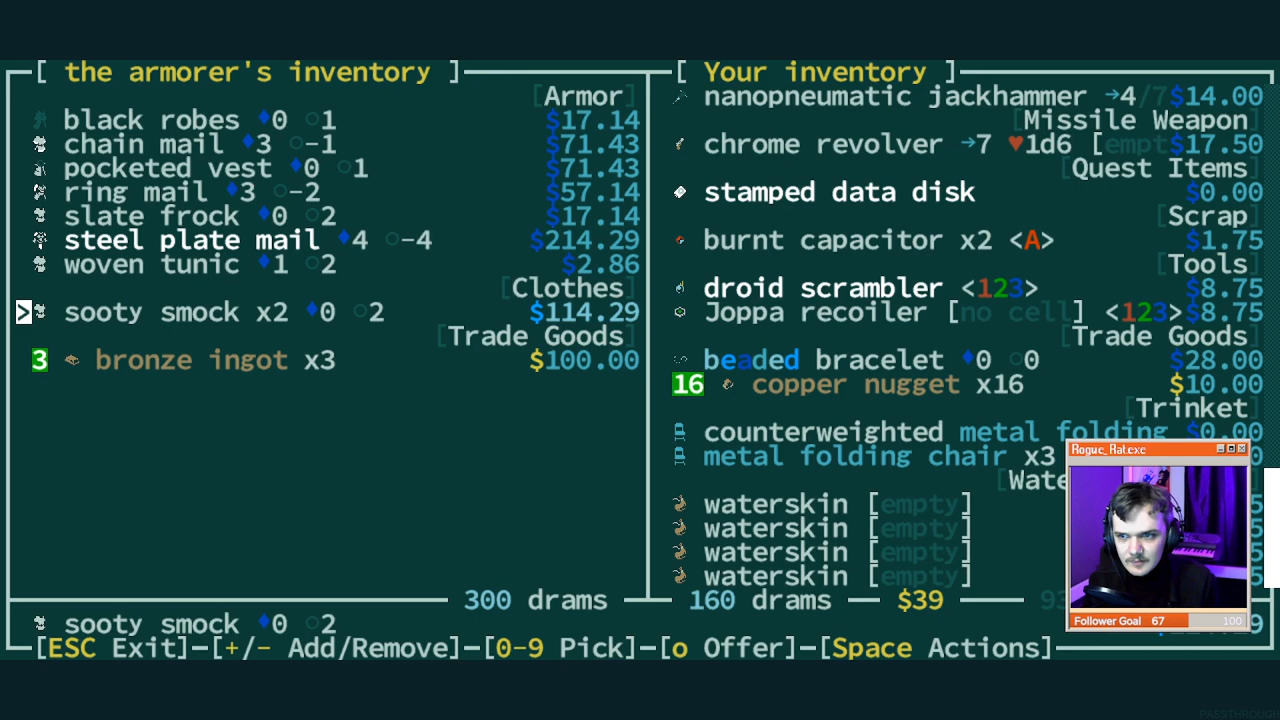 [ the armorer's inventory ]
[Armor]
black robes ♦0 ○1 $17.14
chain mail ♦3 ○-1 $71.43
pocketed vest ♦0 ○1 $71.43
ring mail ♦3 ○-2 $57.14
slate frock ♦0 ○2 $17.14
steel plate mail ♦4 ○-4 $214.29
woven tunic ♦1 ○2 $2.86
[Clothes]
> sooty smock x2 ♦0 ○2 $114.29
[Trade Goods]
3 bronze ingot x3 $100.00
300 drams
[ Your inventory ]
nanopneumatic jackhammer →4/7 $14.00
[Missile Weapon]
chrome revolver →7 ♥1d6 [empt $17.50
[Quest Items]
stamped data disk $0.00
[Scrap]
burnt capacitor x2 <A> $1.75
[Tools]
droid scrambler <123> $8.75
Joppa recoiler [no cell] <123> $8.75
[Trade Goods]
beaded bracelet ♦0 ○0 $28.00
16 copper nugget x16 $10.00
[Trinket]
counterweighted metal folding $0.00
metal folding chair x3
[Wate
waterskin [empty]
waterskin [empty]
waterskin [empty]
waterskin [empty]
160 drams — $39
Rogue_Rat.exe
Follower Goal 67 100
sooty smock ♦0 ○2
[ESC Exit]—[+/- Add/Remove]—[0-9 Pick]—[o Offer]—[Space Actions]